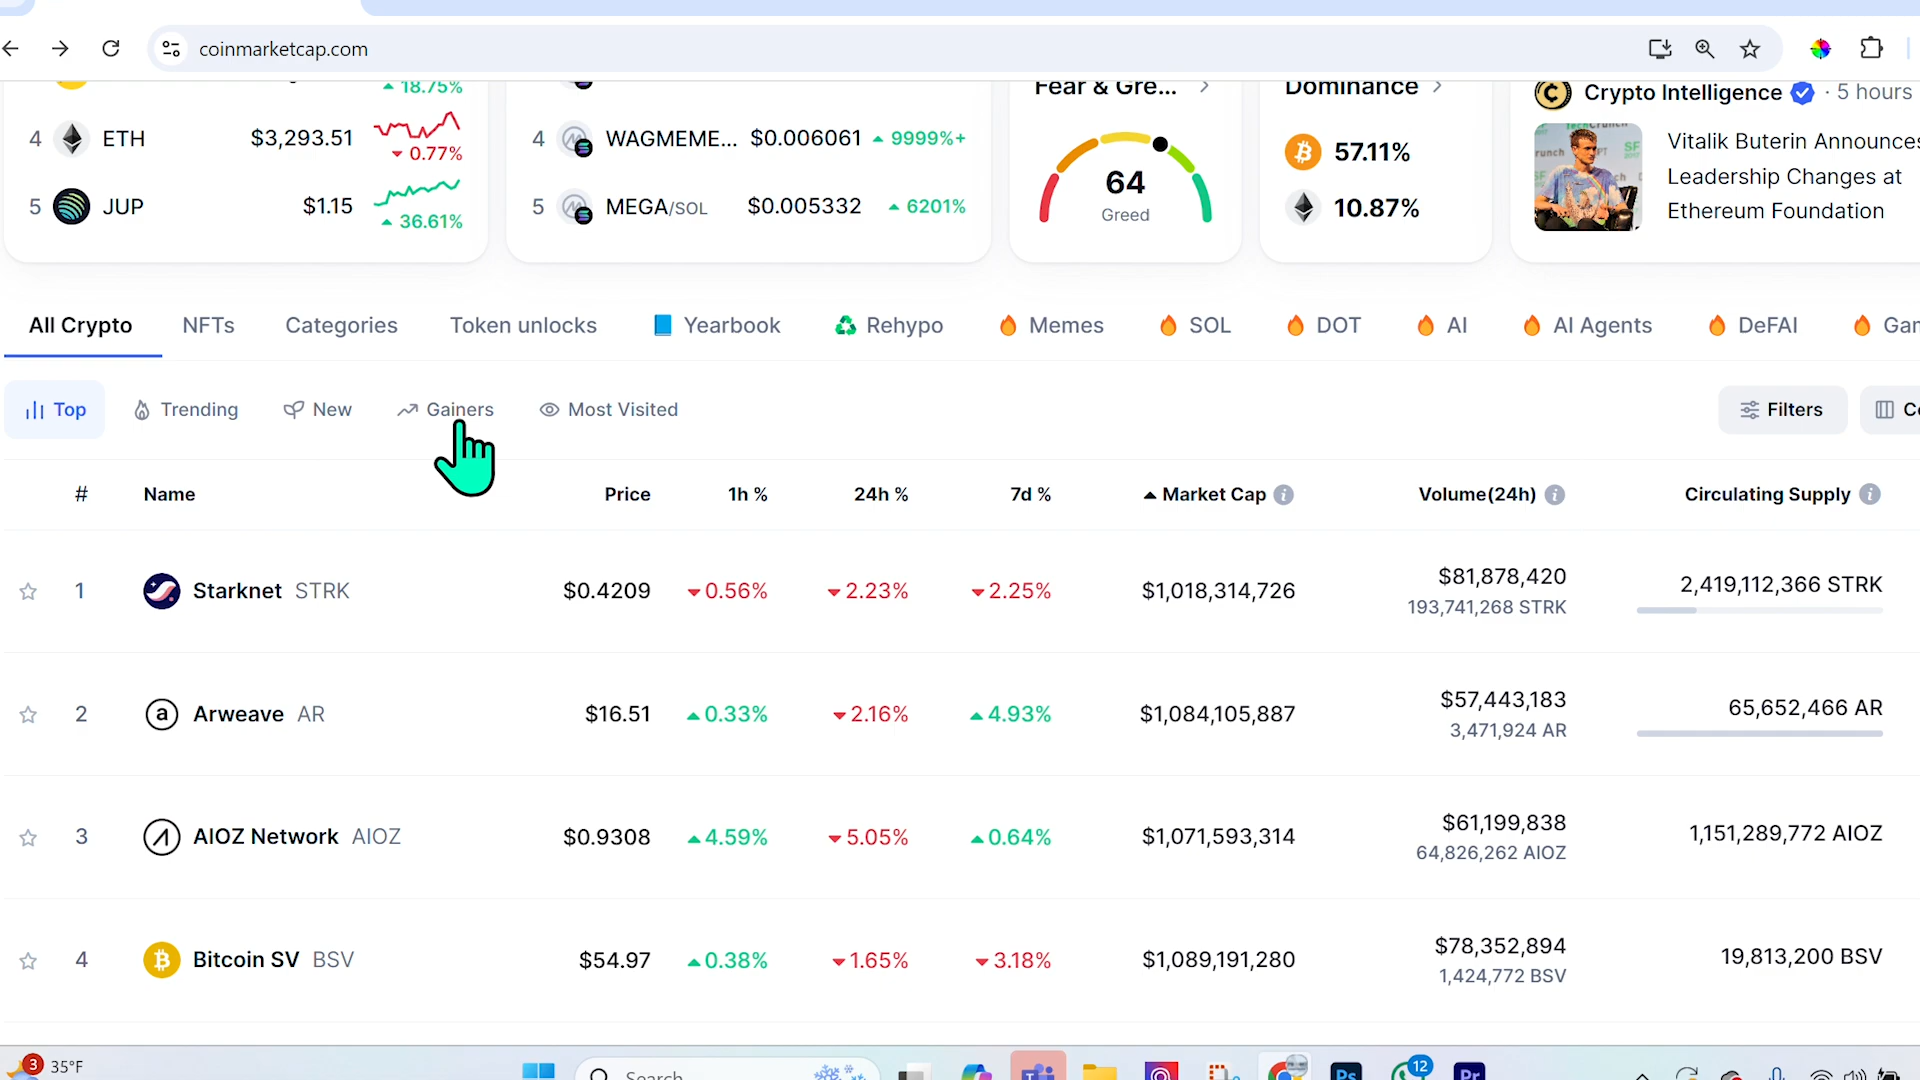 coinmarketcap.com
18.75%
4 ETH $3,293.51
0.77%
5 JUP $1.15
36.61%
4 WAGMEME... $0.006061 9999%+
5 MEGA/SOL $0.005332 6201%
Fear & Gre...
64
Greed
Dominance
57.11%
10.87%
Crypto Intelligence · 5 hours
Vitalik Buterin Announces
Leadership Changes at
Ethereum Foundation
All Crypto NFTs Categories Token unlocks Yearbook Rehypo Memes SOL DOT AI AI Agents DeFAI Gam
Top Trending New Gainers Most Visited Filters
# Name Price 1h % 24h % 7d % Market Cap Volume(24h) Circulating Supply
1 Starknet STRK $0.4209 0.56% 2.23% 2.25% $1,018,314,726 $81,878,420 2,419,112,366 STRK
193,741,268 STRK
2 Arweave AR $16.51 0.33% 2.16% 4.93% $1,084,105,887 $57,443,183 65,652,466 AR
3,471,924 AR
3 AIOZ Network AIOZ $0.9308 4.59% 5.05% 0.64% $1,071,593,314 $61,199,838 1,151,289,772 AIOZ
64,826,262 AIOZ
4 Bitcoin SV BSV $54.97 0.38% 1.65% 3.18% $1,089,191,280 $78,352,894 19,813,200 BSV
1,424,772 BSV
3 35°F Search Ps 12 Pr